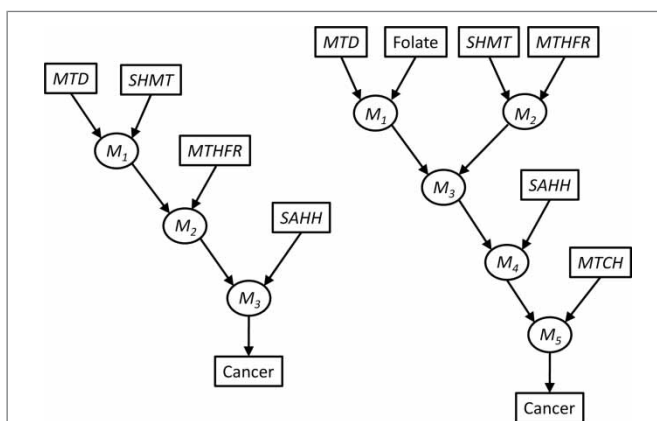 MTD
SHMT
M1
MTHFR
M2
SAHH
M3
Cancer
MTD
Folate
SHMT
MTHFR
M1
M2
M3
SAHH
M4
MTCH
M5
Cancer